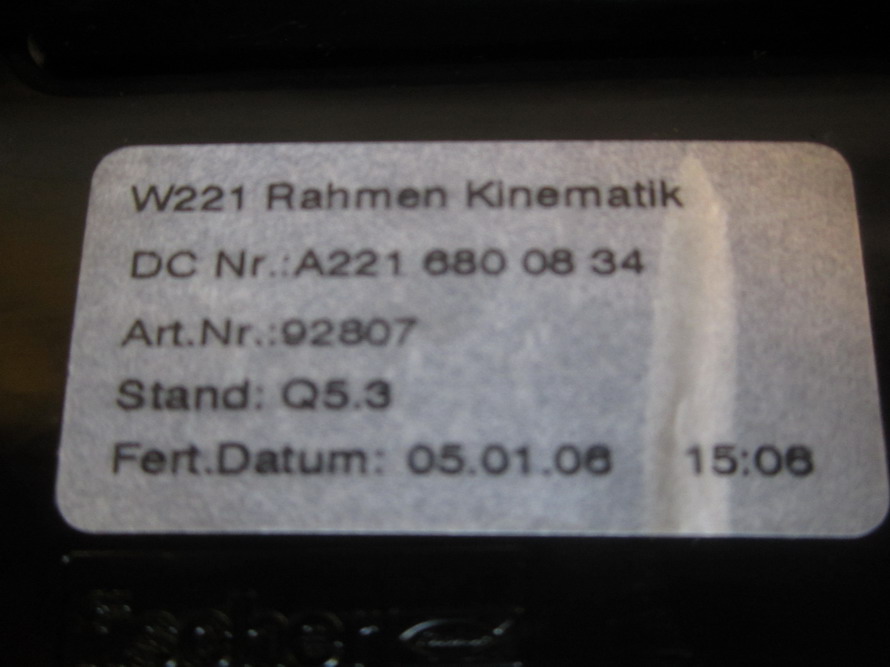 W221 Rahmen Kinematik
DC Nr.:A221 680 08 34
Art.Nr.:92807
Stand: Q5.3
Fert.Datum: 05.01.06 15:06